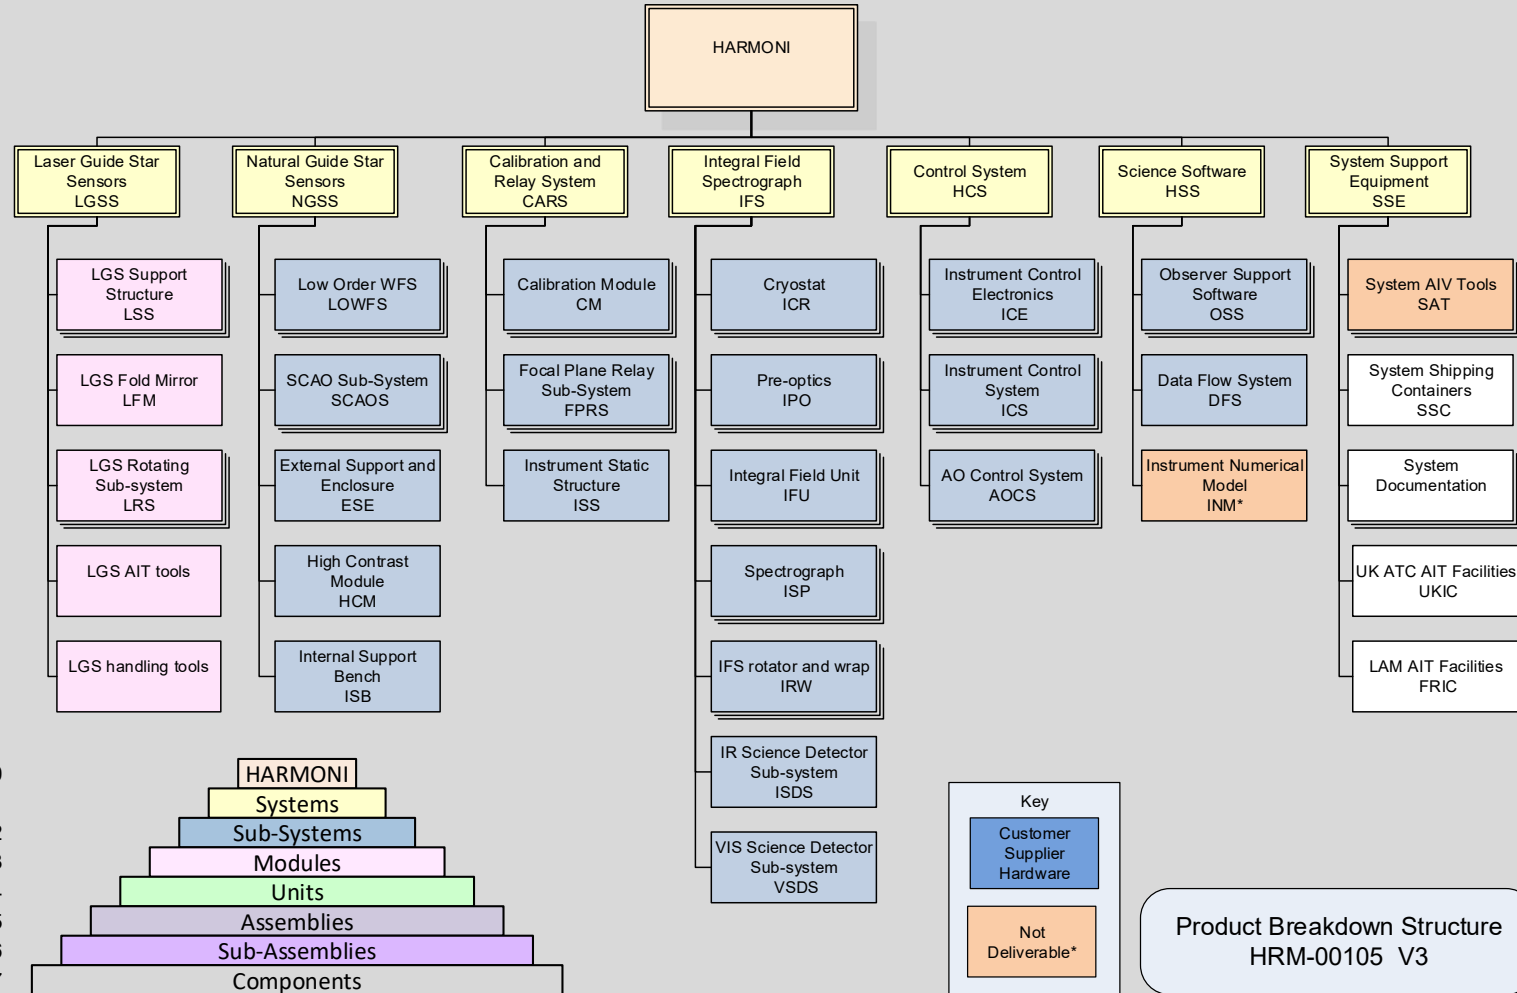 HARMONI
Laser Guide Star
Sensors
LGSS
Natural Guide Star
Sensors
NGSS
Calibration and
Relay System
CARS
Integral Field
Spectrograph
IFS
Control System
HCS
Science Software
HSS
System Support
Equipment
SSE
LGS Support
Structure
LSS
LGS Fold Mirror
LFM
LGS Rotating
Sub-system
LRS
LGS AIT tools
LGS handling tools
Low Order WFS
LOWFS
SCAO Sub-System
SCAOS
External Support and
Enclosure
ESE
High Contrast
Module
HCM
Internal Support
Bench
ISB
Calibration Module
CM
Focal Plane Relay
Sub-System
FPRS
Instrument Static
Structure
ISS
Cryostat
ICR
Pre-optics
IPO
Integral Field Unit
IFU
Spectrograph
ISP
IFS rotator and wrap
IRW
IR Science Detector
Sub-system
ISDS
VIS Science Detector
Sub-system
VSDS
Instrument Control
Electronics
ICE
Instrument Control
System
ICS
AO Control System
AOCS
Observer Support
Software
OSS
Data Flow System
DFS
Instrument Numerical
Model
INM*
System AIV Tools
SAT
System Shipping
Containers
SSC
System
Documentation
UK ATC AIT Facilities
UKIC
LAM AIT Facilities
FRIC
HARMONI
Systems
Sub-Systems
Modules
Units
Assemblies
Sub-Assemblies
Components
Key
Customer
Supplier
Hardware
Not
Deliverable*
Product Breakdown Structure
HRM-00105 V3